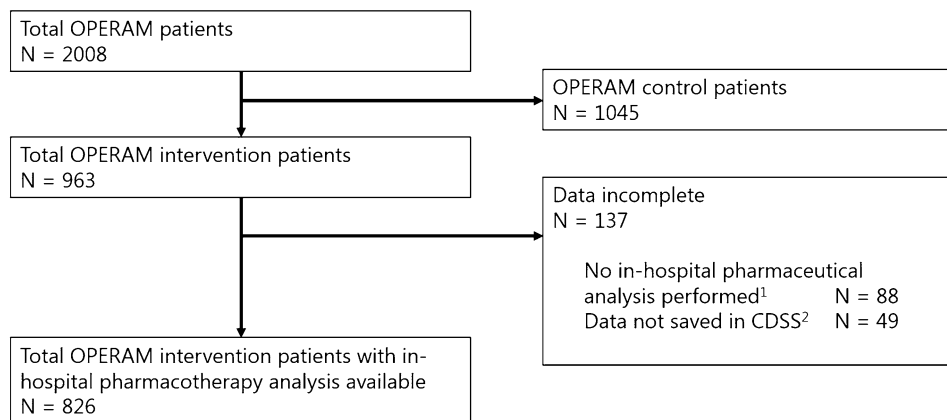 Total OPERAM patients
N = 2008
OPERAM control patients
N = 1045
Total OPERAM intervention patients
N = 963
Data incomplete
N = 137
No in-hospital pharmaceutical
analysis performed¹ N = 88
Data not saved in CDSS² N = 49
Total OPERAM intervention patients with in-
hospital pharmacotherapy analysis available
N = 826